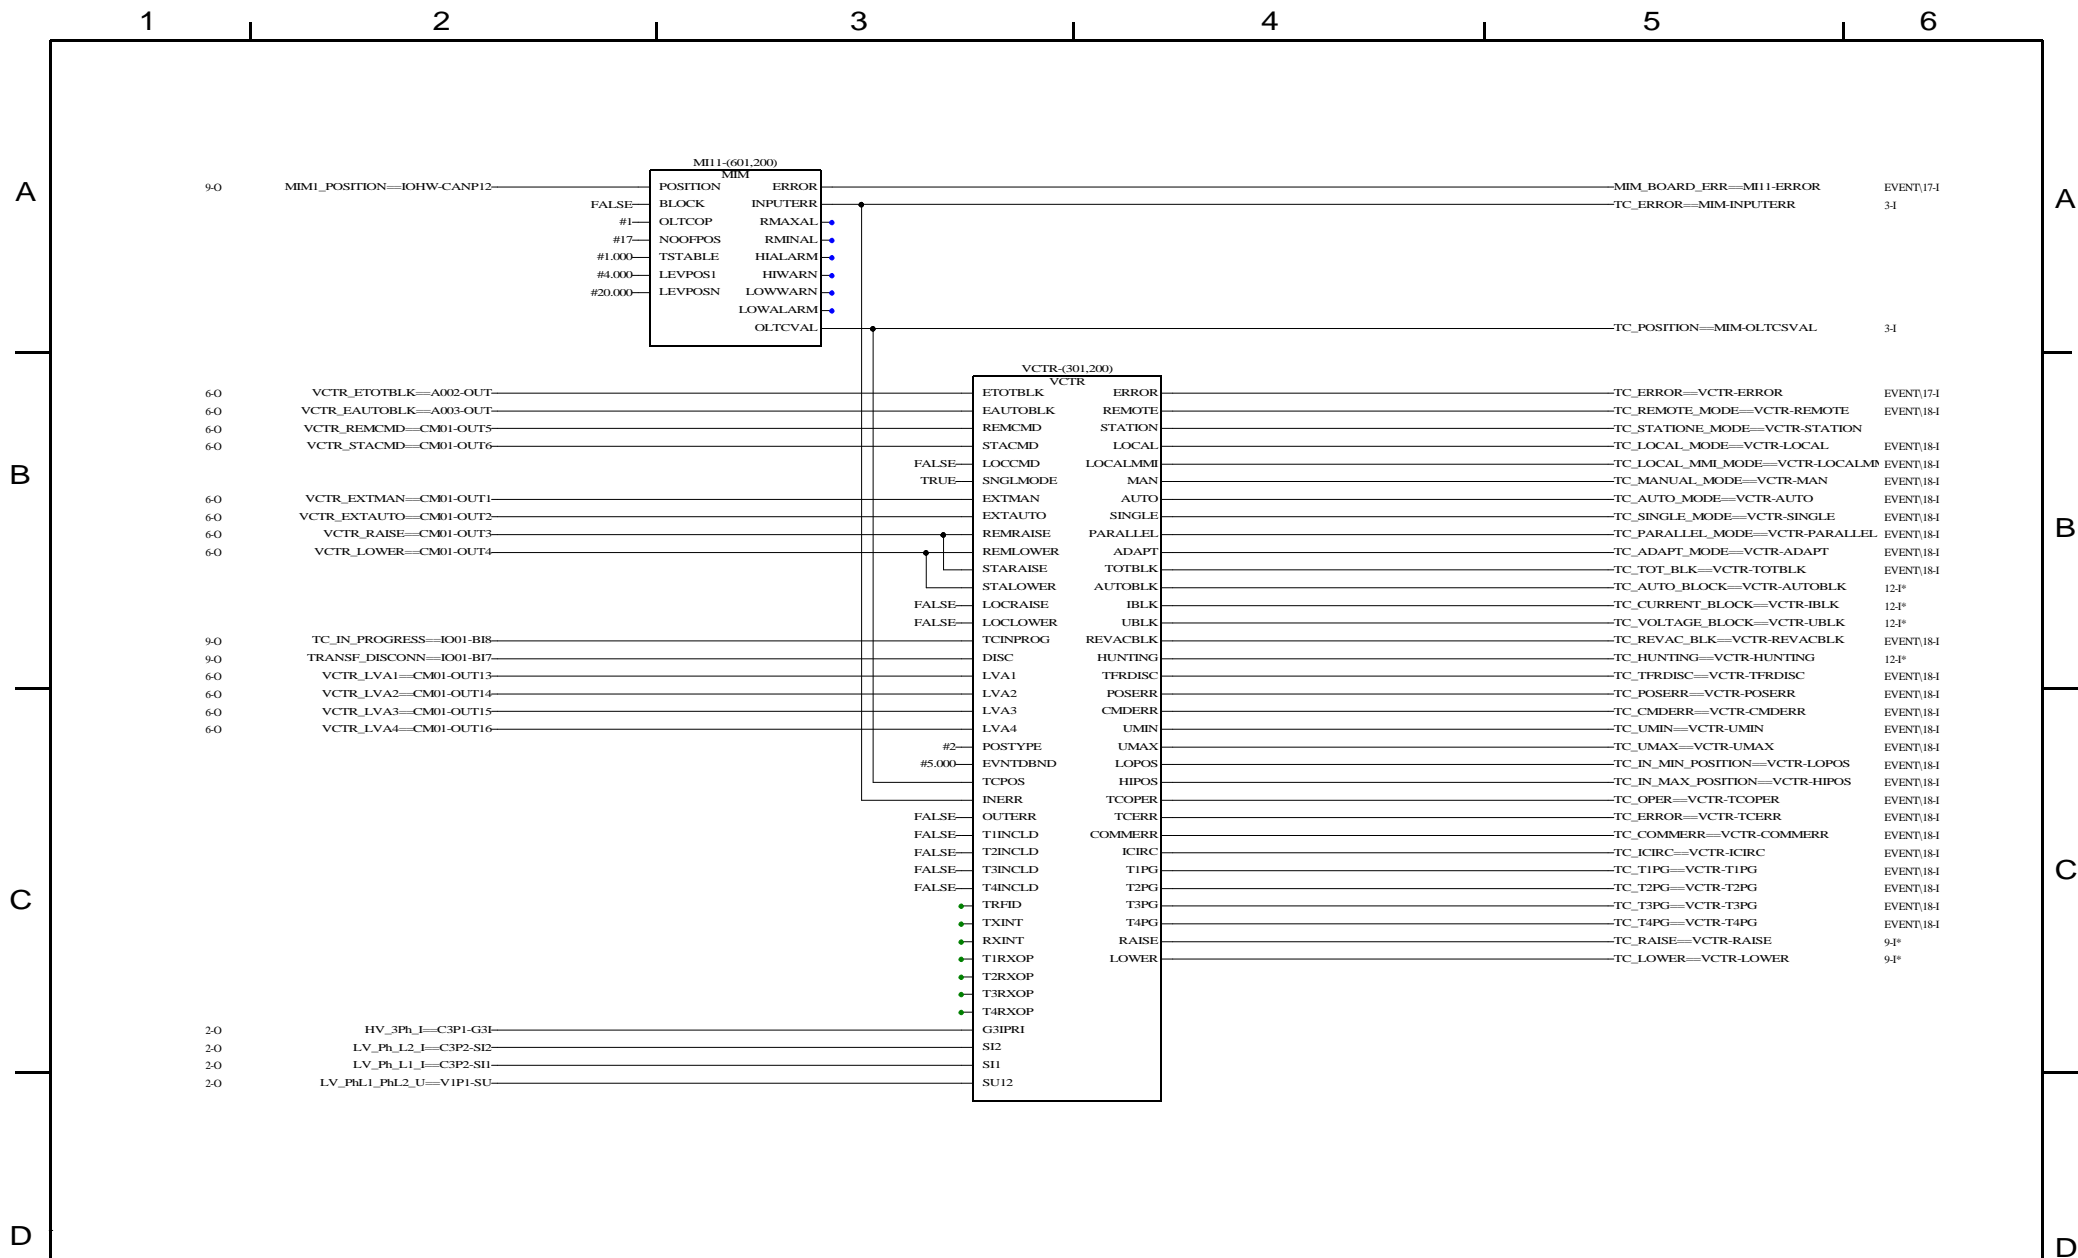 1 2 3 4 5 6
MI11-(601,200)
MIM
A 9-O MIM1_POSITION==IOHW-CANP12 POSITION ERROR MIM_BOARD_ERR==MI11-ERROR EVENT\17-I A
FALSE BLOCK INPUTERR TC_ERROR==MIM-INPUTERR 3-I
#1 OLTCOP RMAXAL
#17 NOOFPOS RMINAL
#1.000 TSTABLE HIALARM
#4.000 LEVPOS1 HIWARN
#20.000 LEVPOSN LOWWARN
LOWALARM
OLTCVAL TC_POSITION==MIM-OLTCSVAL 3-I
VCTR-(301,200)
VCTR
6-O VCTR_ETOTBLK==A002-OUT ETOTBLK ERROR TC_ERROR==VCTR-ERROR EVENT\17-I
6-O VCTR_EAUTOBLK==A003-OUT EAUTOBLK REMOTE TC_REMOTE_MODE==VCTR-REMOTE EVENT\18-I
6-O VCTR_REMCMD==CM01-OUT5 REMCMD STATION TC_STATIONE_MODE==VCTR-STATION
6-O VCTR_STACMD==CM01-OUT6 STACMD LOCAL TC_LOCAL_MODE==VCTR-LOCAL EVENT\18-I
B FALSE LOCCMD LOCALMMI TC_LOCAL_MMI_MODE==VCTR-LOCALMM EVENT\18-I
TRUE SNGLMODE MAN TC_MANUAL_MODE==VCTR-MAN EVENT\18-I
6-O VCTR_EXTMAN==CM01-OUT1 EXTMAN AUTO TC_AUTO_MODE==VCTR-AUTO EVENT\18-I
6-O VCTR_EXTAUTO==CM01-OUT2 EXTAUTO SINGLE TC_SINGLE_MODE==VCTR-SINGLE EVENT\18-I
6-O VCTR_RAISE==CM01-OUT3 REMRAISE PARALLEL TC_PARALLEL_MODE==VCTR-PARALLEL EVENT\18-I B
6-O VCTR_LOWER==CM01-OUT4 REMLOWER ADAPT TC_ADAPT_MODE==VCTR-ADAPT EVENT\18-I
STARAISE TOTBLK TC_TOT_BLK==VCTR-TOTBLK EVENT\18-I
STALOWER AUTOBLK TC_AUTO_BLOCK==VCTR-AUTOBLK 12-I*
FALSE LOCRAISE IBLK TC_CURRENT_BLOCK==VCTR-IBLK 12-I*
FALSE LOCLOWER UBLK TC_VOLTAGE_BLOCK==VCTR-UBLK 12-I*
9-O TC_IN_PROGRESS==IO01-BI8 TCINPROG REVACBLK TC_REVAC_BLK==VCTR-REVACBLK EVENT\18-I
9-O TRANSF_DISCONN==IO01-BI7 DISC HUNTING TC_HUNTING==VCTR-HUNTING 12-I*
6-O VCTR_LVA1==CM01-OUT13 LVA1 TFRDISC TC_TFRDISC==VCTR-TFRDISC EVENT\18-I
6-O VCTR_LVA2==CM01-OUT14 LVA2 POSERR TC_POSERR==VCTR-POSERR EVENT\18-I
6-O VCTR_LVA3==CM01-OUT15 LVA3 CMDERR TC_CMDERR==VCTR-CMDERR EVENT\18-I
6-O VCTR_LVA4==CM01-OUT16 LVA4 UMIN TC_UMIN==VCTR-UMIN EVENT\18-I
#2 POSTYPE UMAX TC_UMAX==VCTR-UMAX EVENT\18-I
#5.000 EVNTDBND LOPOS TC_IN_MIN_POSITION==VCTR-LOPOS EVENT\18-I
TCPOS HIPOS TC_IN_MAX_POSITION==VCTR-HIPOS EVENT\18-I
INERR TCOPER TC_OPER==VCTR-TCOPER EVENT\18-I
FALSE OUTERR TCERR TC_ERROR==VCTR-TCERR EVENT\18-I
FALSE T1INCLD COMMERR TC_COMMERR==VCTR-COMMERR EVENT\18-I
FALSE T2INCLD ICIRC TC_ICIRC==VCTR-ICIRC EVENT\18-I
FALSE T3INCLD T1PG TC_T1PG==VCTR-T1PG EVENT\18-I C
C FALSE T4INCLD T2PG TC_T2PG==VCTR-T2PG EVENT\18-I
TRFID T3PG TC_T3PG==VCTR-T3PG EVENT\18-I
TXINT T4PG TC_T4PG==VCTR-T4PG EVENT\18-I
RXINT RAISE TC_RAISE==VCTR-RAISE 9-I*
T1RXOP LOWER TC_LOWER==VCTR-LOWER 9-I*
T2RXOP
T3RXOP
T4RXOP
2-O HV_3Ph_I==C3P1-G3I G3IPRI
2-O LV_Ph_L2_I==C3P2-SI2 SI2
2-O LV_Ph_L1_I==C3P2-SI1 SI1
2-O LV_PhL1_PhL2_U==V1P1-SU SU12
D D